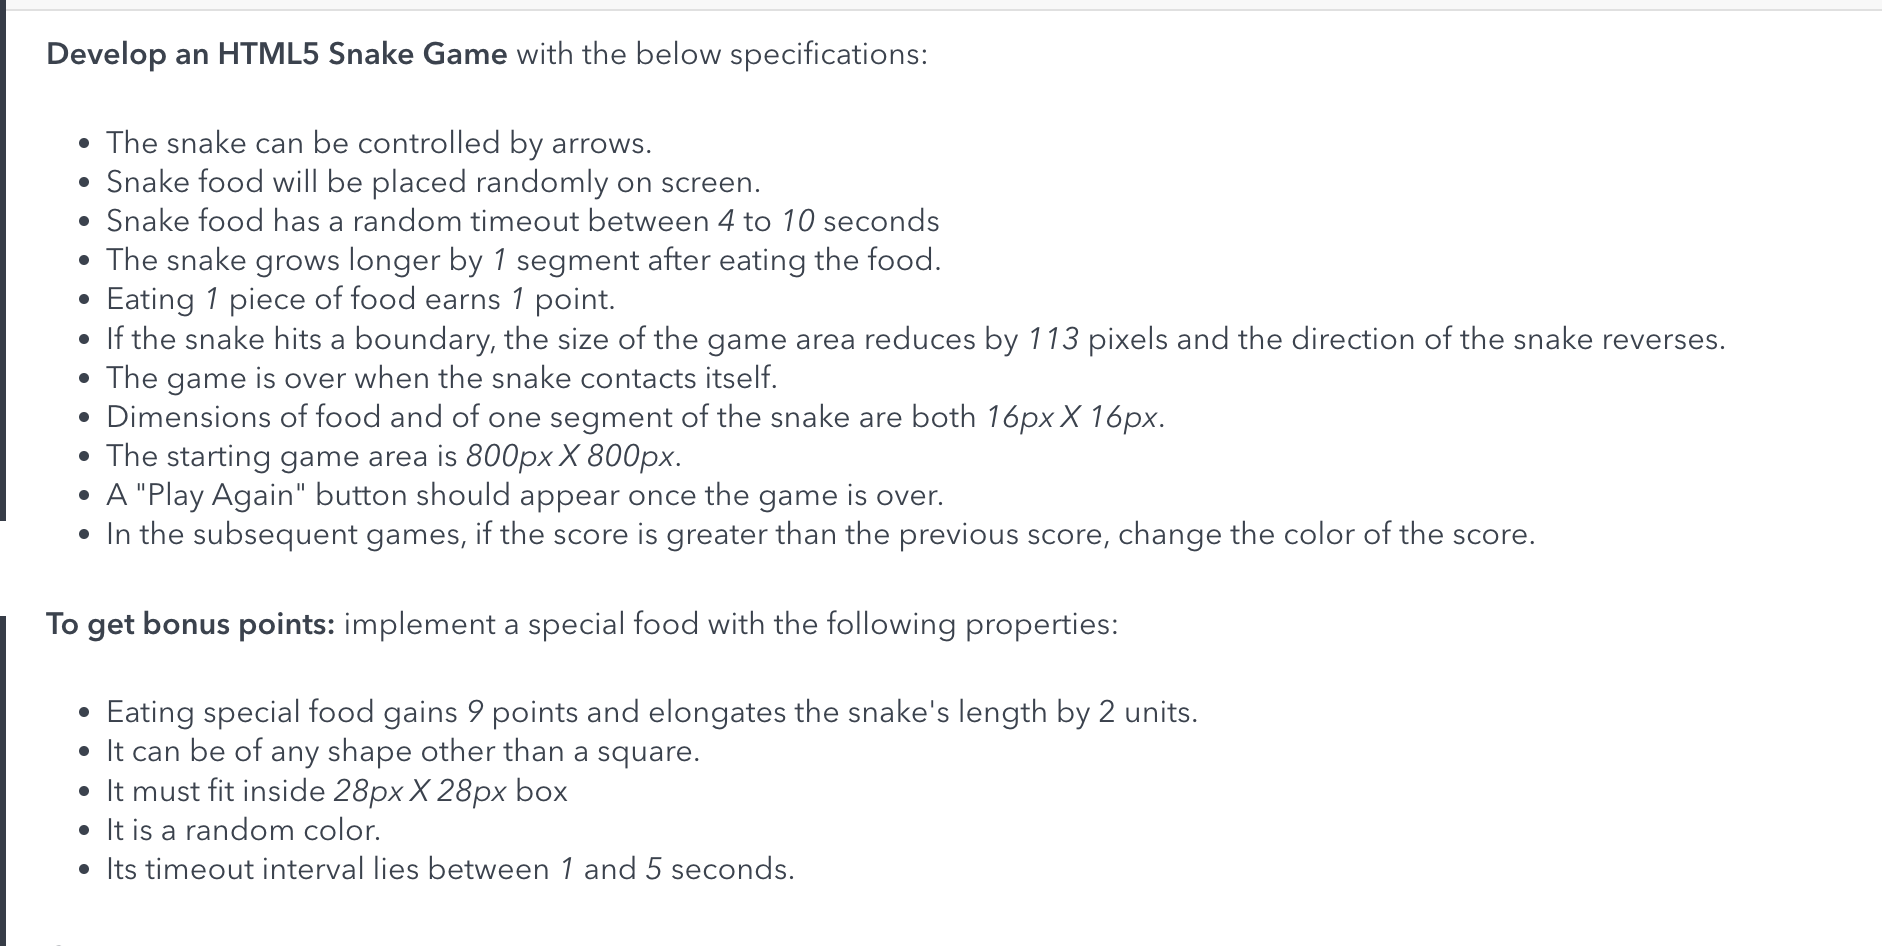 Develop an HTML5 Snake Game with the below specifications:
• The snake can be controlled by arrows.
• Snake food will be placed randomly on screen.
• Snake food has a random timeout between 4 to 10 seconds
• The snake grows longer by 1 segment after eating the food.
• Eating 1 piece of food earns 1 point.
• If the snake hits a boundary, the size of the game area reduces by 113 pixels and the direction of the snake reverses.
• The game is over when the snake contacts itself.
• Dimensions of food and of one segment of the snake are both 16px X 16px.
• The starting game area is 800px X 800px.
• A "Play Again" button should appear once the game is over.
• In the subsequent games, if the score is greater than the previous score, change the color of the score.
To get bonus points: implement a special food with the following properties:
• Eating special food gains 9 points and elongates the snake's length by 2 units.
• It can be of any shape other than a square.
• It must fit inside 28px X 28px box
• It is a random color.
• Its timeout interval lies between 1 and 5 seconds.